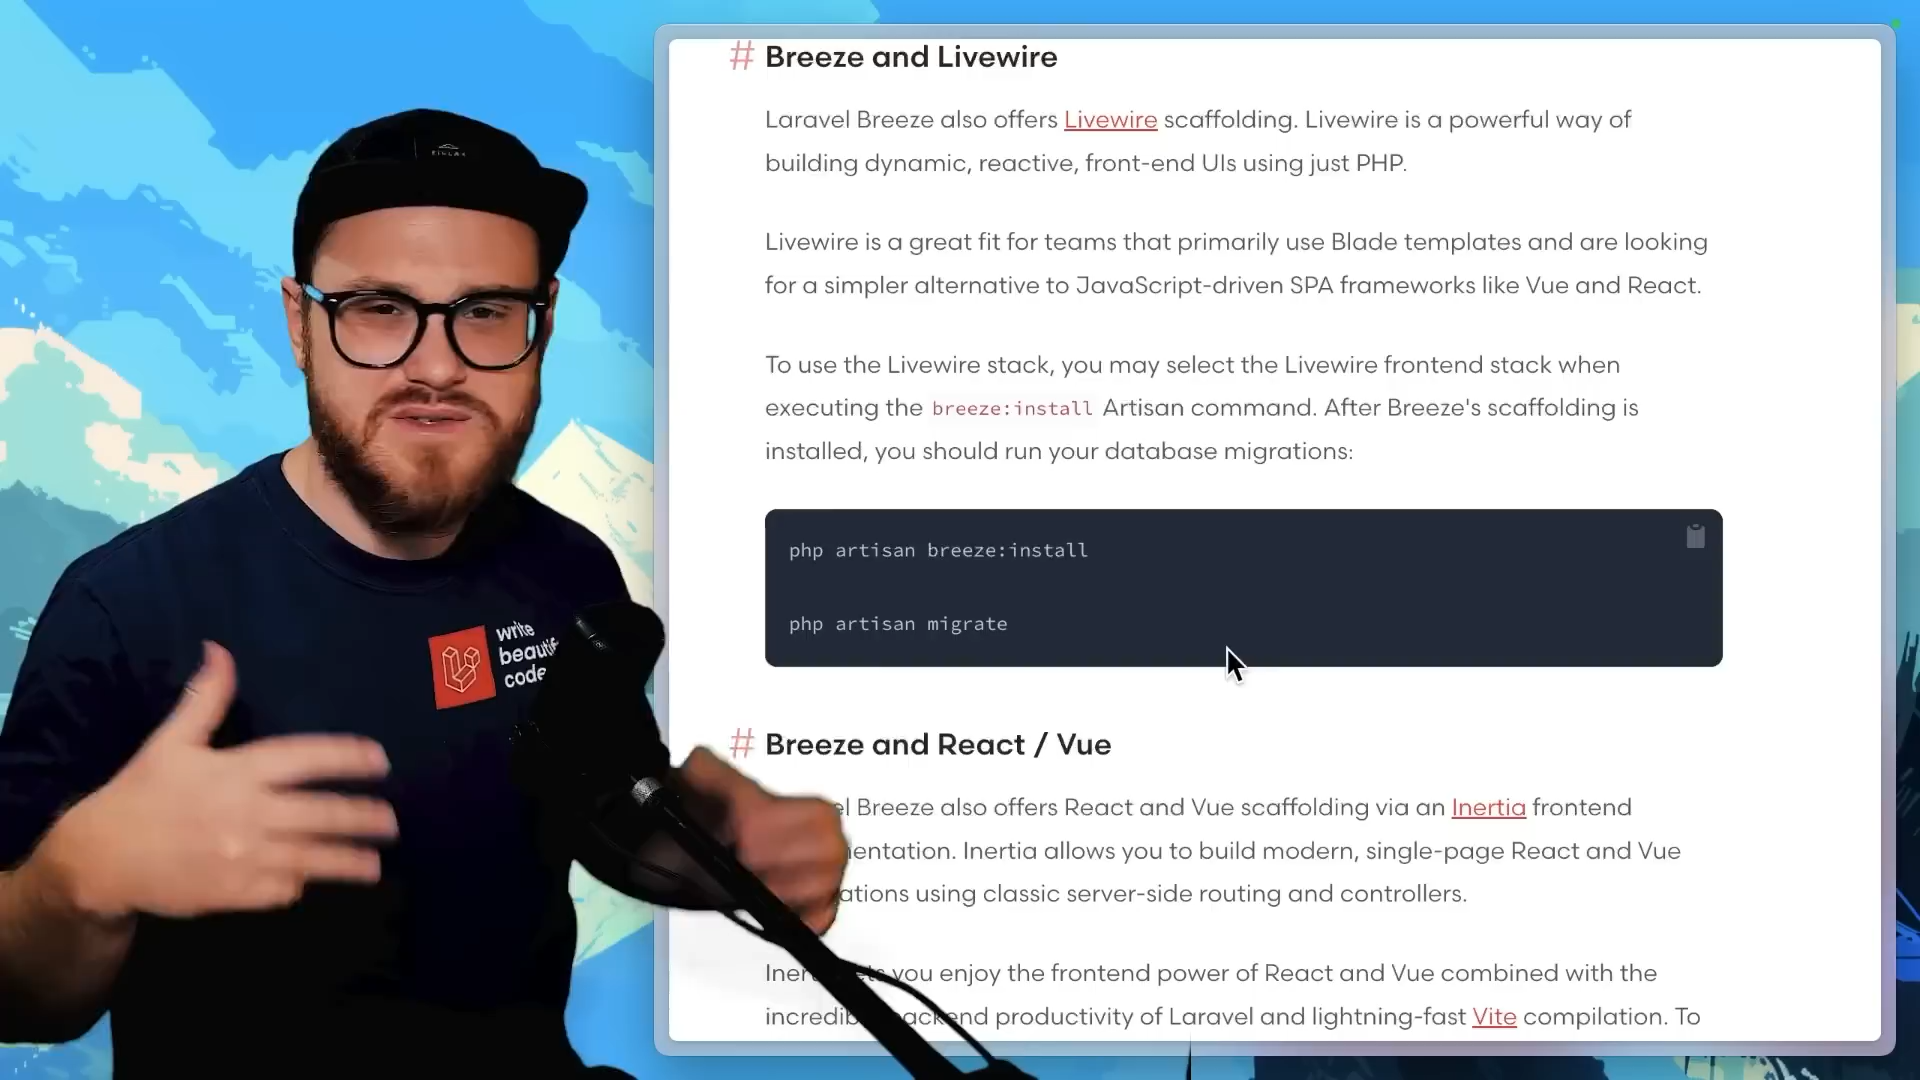 # Breeze and Livewire
Laravel Breeze also offers Livewire scaffolding. Livewire is a powerful way of
building dynamic, reactive, front-end UIs using just PHP.
Livewire is a great fit for teams that primarily use Blade templates and are looking
for a simpler alternative to JavaScript-driven SPA frameworks like Vue and React.
To use the Livewire stack, you may select the Livewire frontend stack when
executing the breeze:install Artisan command. After Breeze's scaffolding is
installed, you should run your database migrations:
php artisan breeze:install
php artisan migrate
# Breeze and React / Vue
el Breeze also offers React and Vue scaffolding via an Inertia frontend
entation. Inertia allows you to build modern, single-page React and Vue
ations using classic server-side routing and controllers.
you enjoy the frontend power of React and Vue combined with the
productivity of Laravel and lightning-fast Vite compilation. To
write
beautif
code